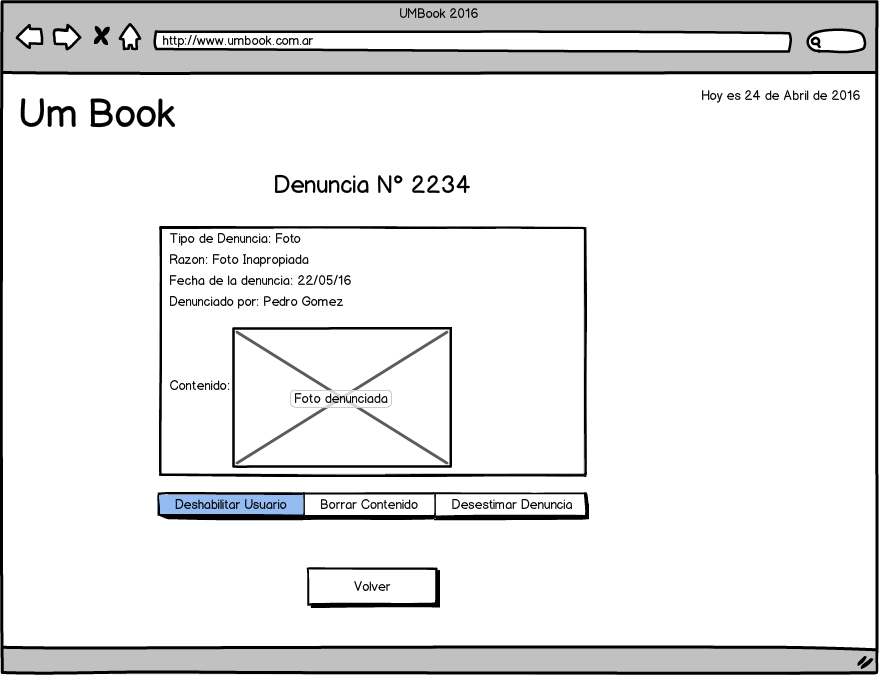 UMBook 2016
http://www.umbook.com.ar
Hoy es 24 de Abril de 2016
Um Book
Denuncia N° 2234
Tipo de Denuncia: Foto
Razon: Foto Inapropiada
Fecha de la denuncia: 22/05/16
Denunciado por: Pedro Gomez
Contenido:
Foto denunciada
Deshabilitar Usuario Borrar Contenido Desestimar Denuncia
Volver